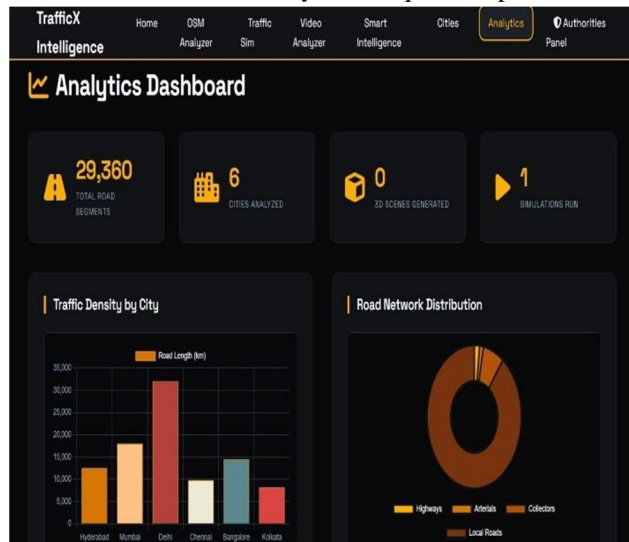 TrafficX Intelligence
Home
OSM Analyzer
Traffic Sim
Video Analyzer
Smart Intelligence
Cities
Analytics
Authorities Panel
Analytics Dashboard
29,360
TOTAL ROAD SEGMENTS
6
CITIES ANALYZED
0
3D SCENES GENERATED
1
SIMULATIONS RUN
Traffic Density by City
Road Length (km)
35,000
30,000
25,000
20,000
15,000
10,000
5,000
0
Hyderabad Mumbai Delhi Chennai Bangalore Kolkata
Road Network Distribution
Highways Arterials Collectors
Local Roads